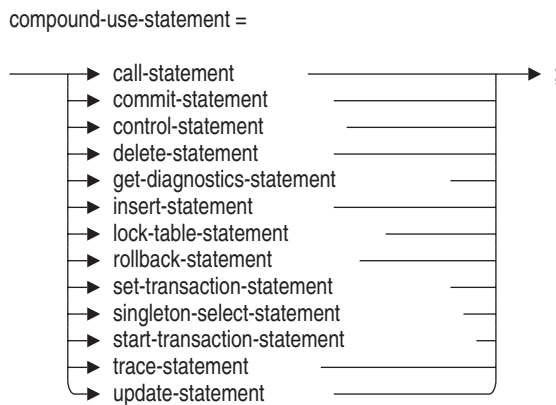 compound-use-statement =
call-statement ;
commit-statement
control-statement
delete-statement
get-diagnostics-statement
insert-statement
lock-table-statement
rollback-statement
set-transaction-statement
singleton-select-statement
start-transaction-statement
trace-statement
update-statement